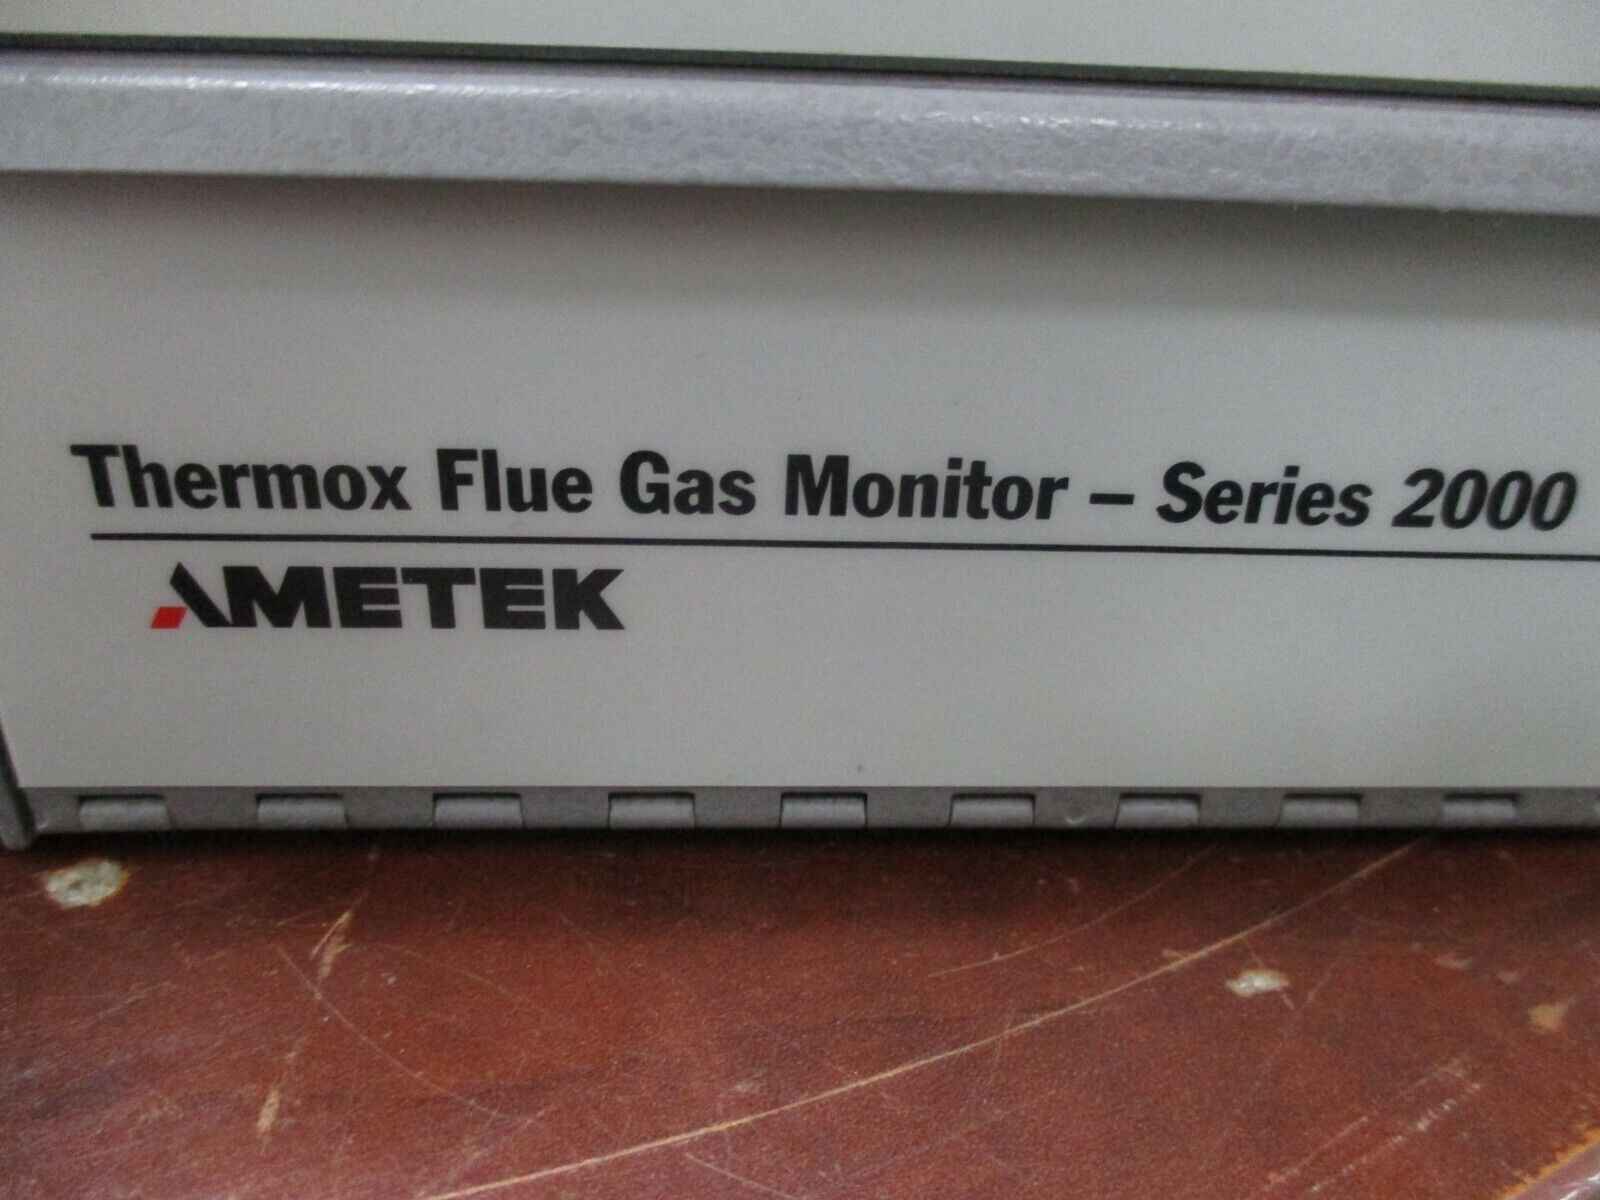 Thermox Flue Gas Monitor – Series 2000
AMETEK